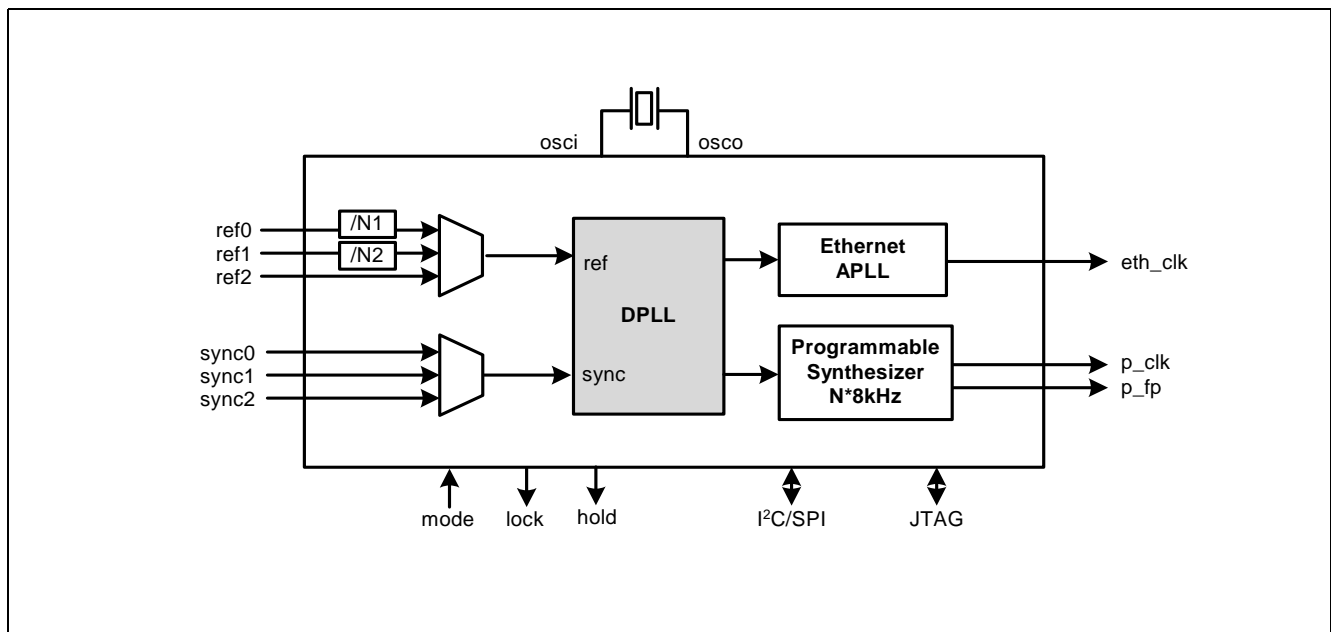 osci
osco
ref0
ref1
ref2
/N1
/N2
ref
DPLL
sync
sync0
sync1
sync2
Ethernet
APLL
Programmable
Synthesizer
N*8kHz
eth_clk
p_clk
p_fp
mode
lock
hold
I²C/SPI
JTAG